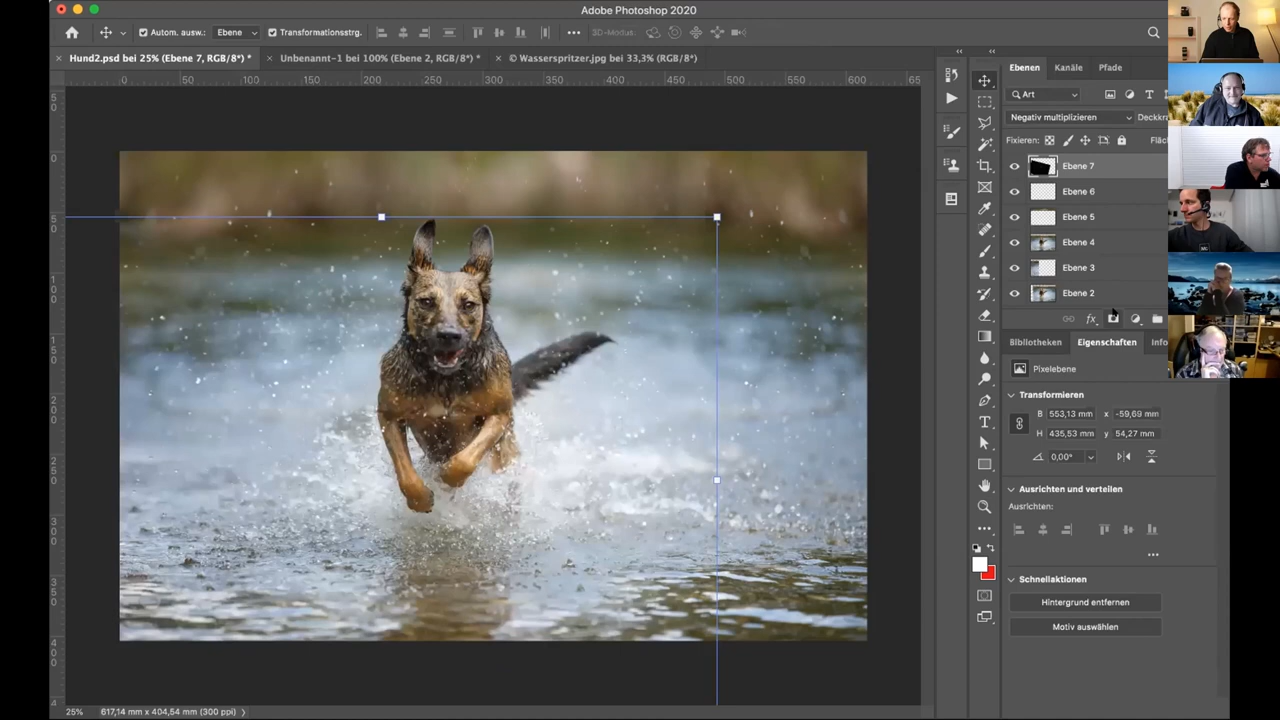 Adobe Photoshop 2020
Autom. ausw.: Ebene Transformationsstrg. 3D-Modus:
Hund2.psd bei 25% (Ebene 7, RGB/8*) * Unbenannt-1 bei 100% (Ebene 2, RGB/8*) * © Wasserspritzer.jpg bei 33,3% (RGB/8*)
0 50 100 150 200 250 300 350 400 450 500 550 600 65
Ebenen Kanäle Pfade
Art
Negativ multiplizieren Deckkra
Fixieren: Fläc
Ebene 7
Ebene 6
Ebene 5
Ebene 4
Ebene 3
Ebene 2
fx
Bibliotheken Eigenschaften Info
Pixelebene
Transformieren
B 553,13 mm x -59,69 mm
H 435,53 mm y 54,27 mm
0,00°
Ausrichten und verteilen
Ausrichten:
Schnellaktionen
Hintergrund entfernen
Motiv auswählen
25% 617,14 mm x 404,54 mm (300 ppi)